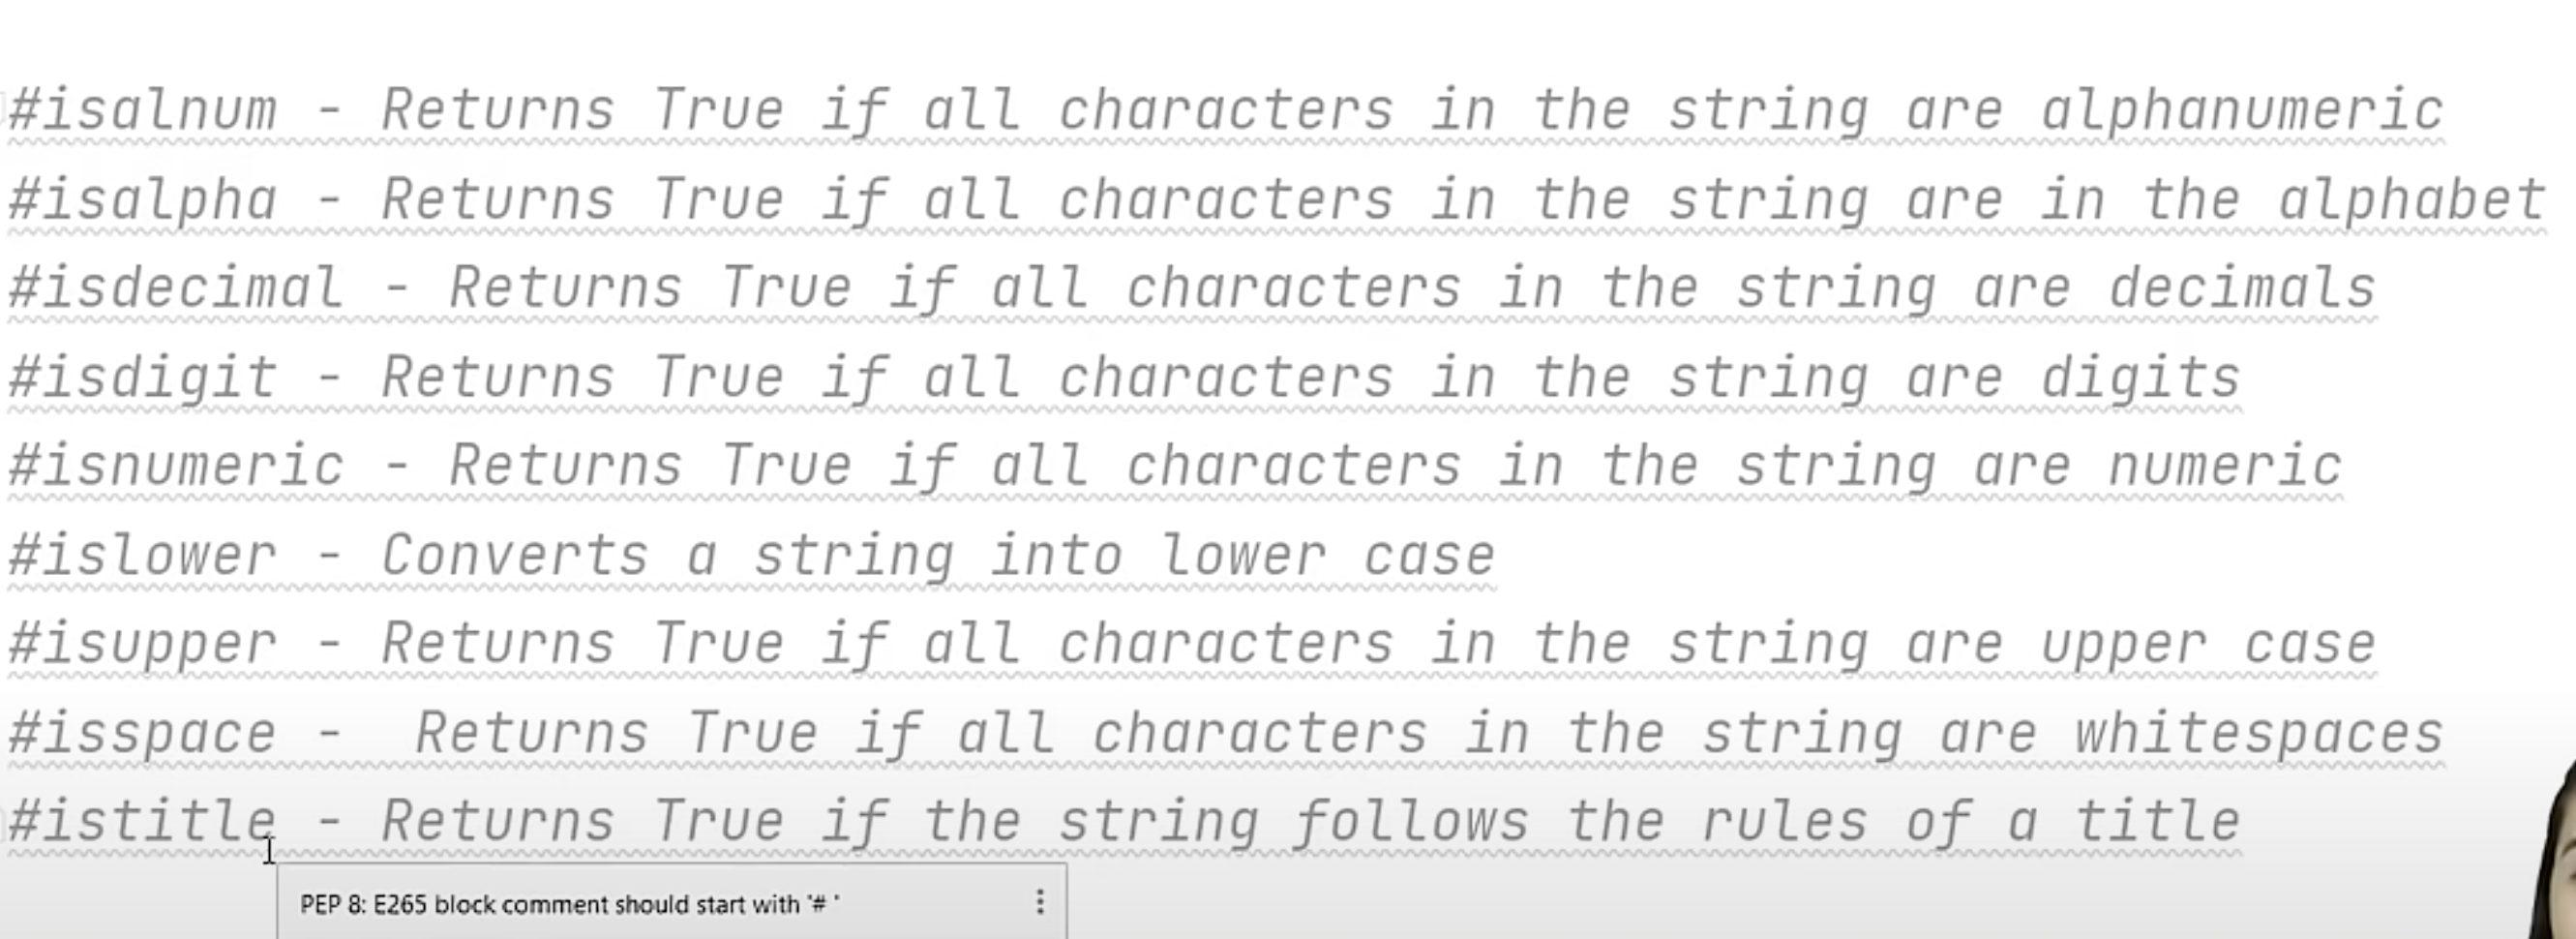 #isalnum - Returns True if all characters in the string are alphanumeric
#isalpha - Returns True if all characters in the string are in the alphabet
#isdecimal - Returns True if all characters in the string are decimals
#isdigit - Returns True if all characters in the string are digits
#isnumeric - Returns True if all characters in the string are numeric
#islower - Converts a string into lower case
#isupper - Returns True if all characters in the string are upper case
#isspace -  Returns True if all characters in the string are whitespaces
#istitle - Returns True if the string follows the rules of a title
PEP 8: E265 block comment should start with '# '